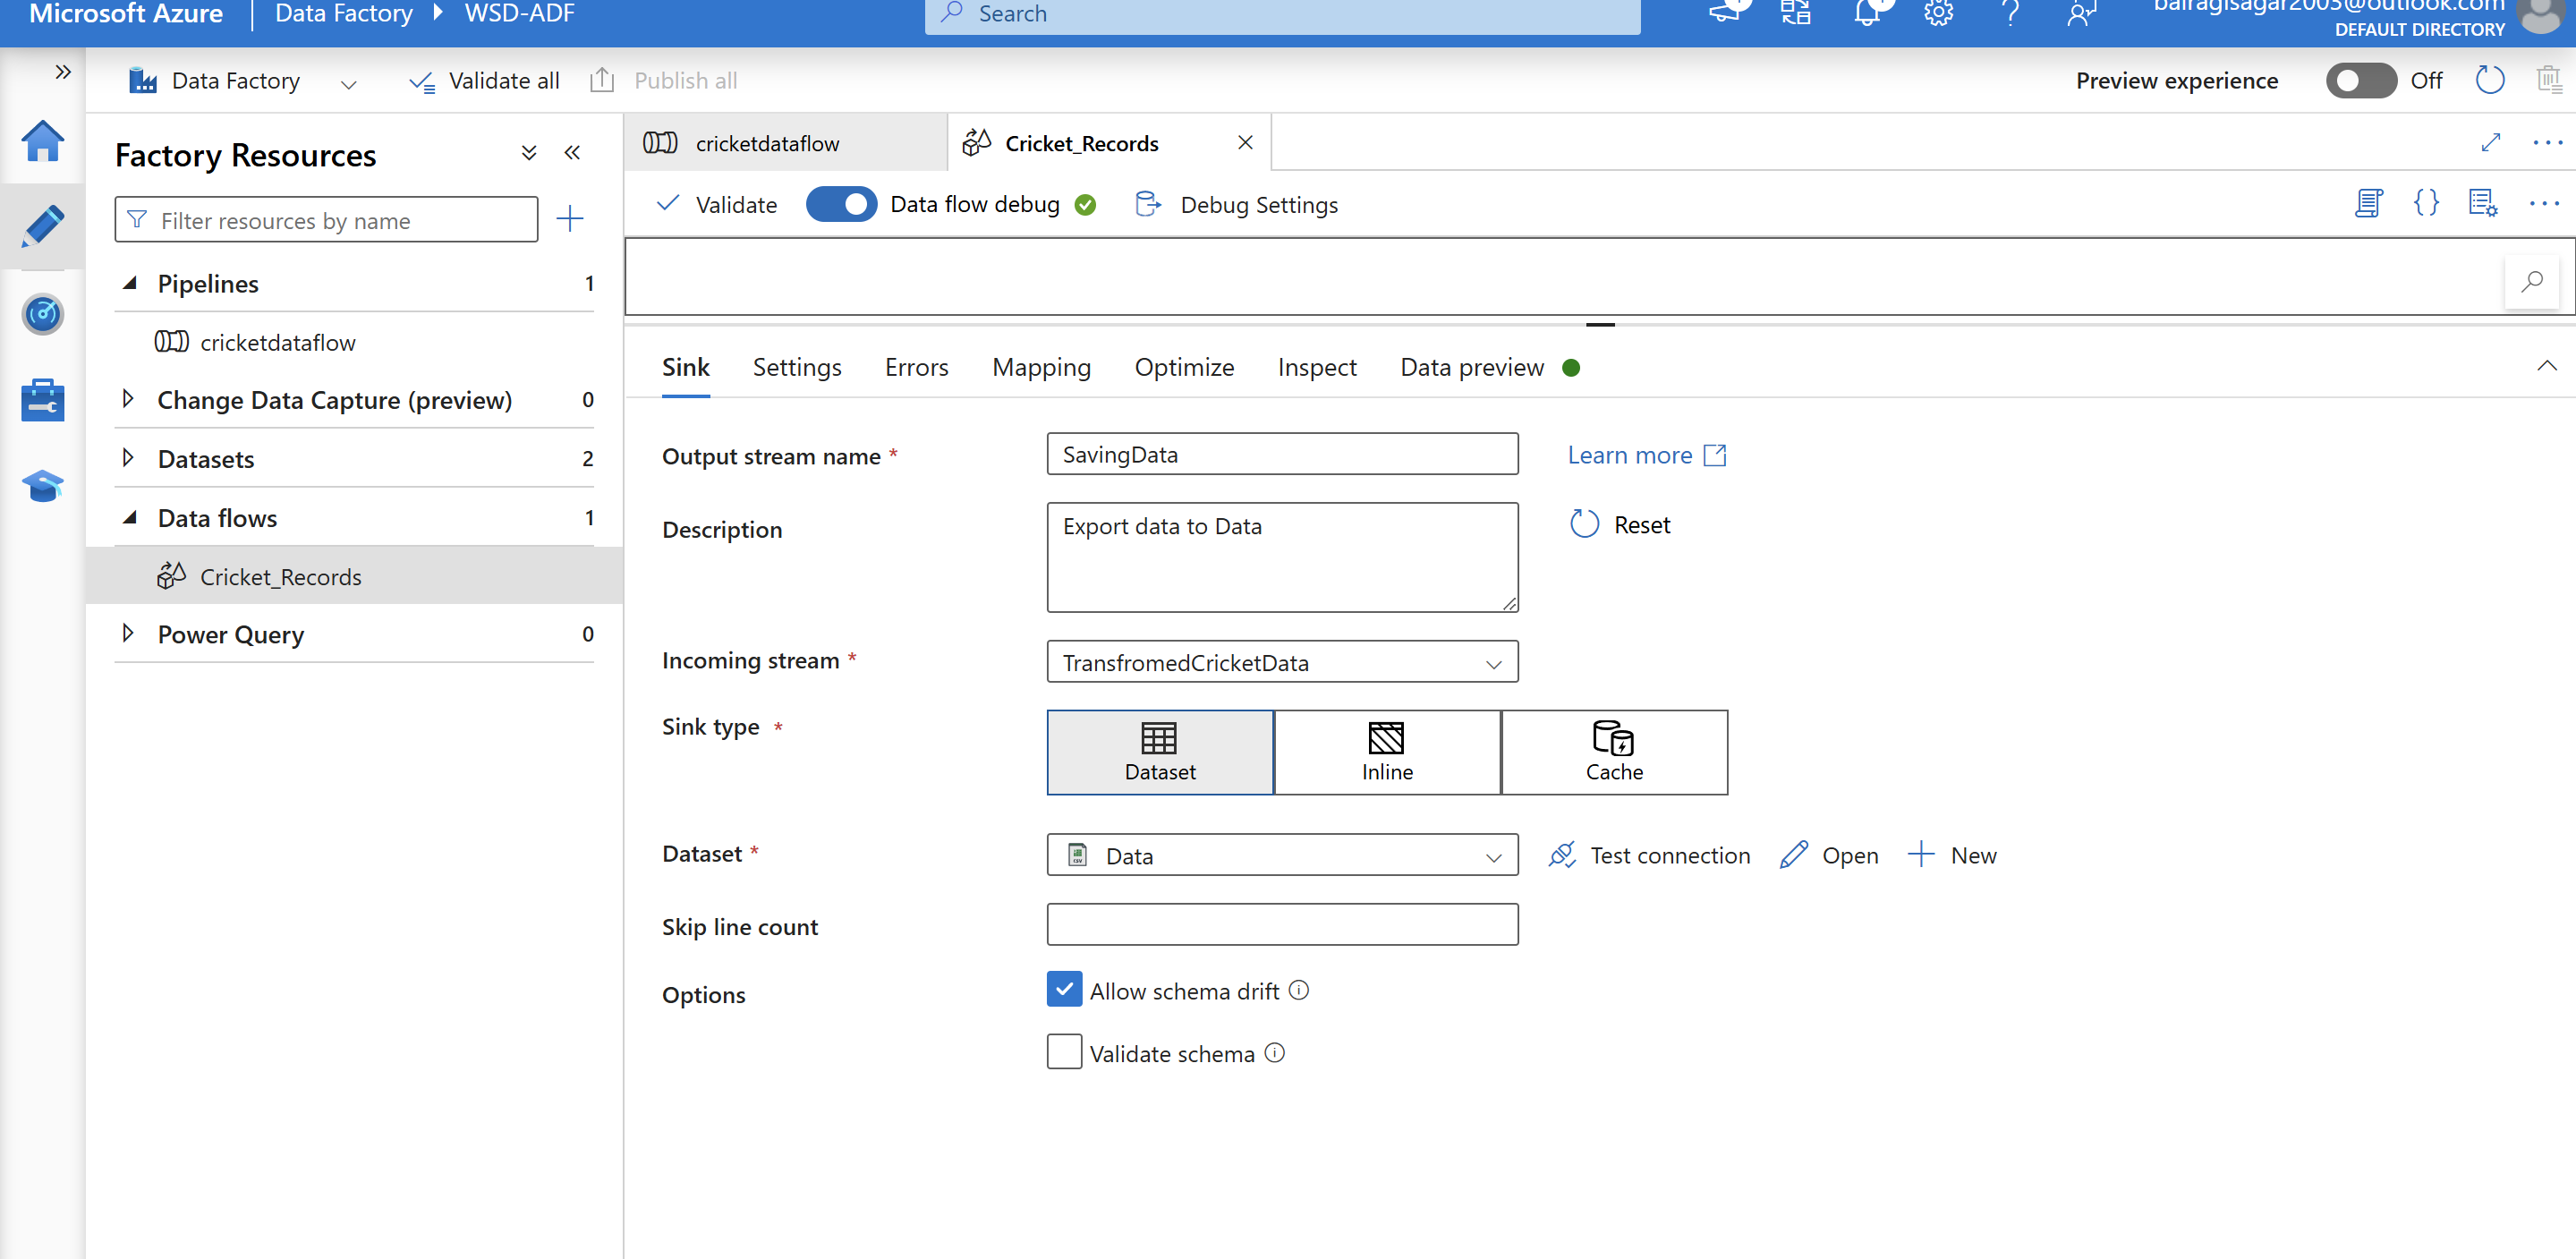 Microsoft Azure | Data Factory ▸ WSD-ADF Search bairagisagar2003@outlook.com
DEFAULT DIRECTORY
Data Factory Validate all Publish all Preview experience Off
Factory Resources
Filter resources by name
Pipelines 1
cricketdataflow
Change Data Capture (preview) 0
Datasets 2
Data flows 1
Cricket_Records
Power Query 0
cricketdataflow Cricket_Records
Validate Data flow debug Debug Settings
Sink Settings Errors Mapping Optimize Inspect Data preview
Output stream name * SavingData Learn more
Description Export data to Data Reset
Incoming stream * TransfromedCricketData
Sink type * Dataset Inline Cache
Dataset * Data Test connection Open New
Skip line count
Options Allow schema drift
Validate schema